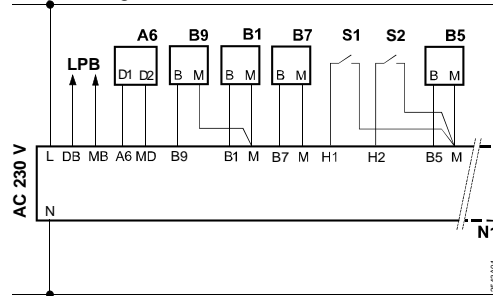 A6 B9 B1 B7 S1 S2 B5
LPB
D1 D2 B M B M B M B M
L DB MB A6 MD B9 B1 M B7 M H1 H2 B5 M
AC 230 V
N
N1